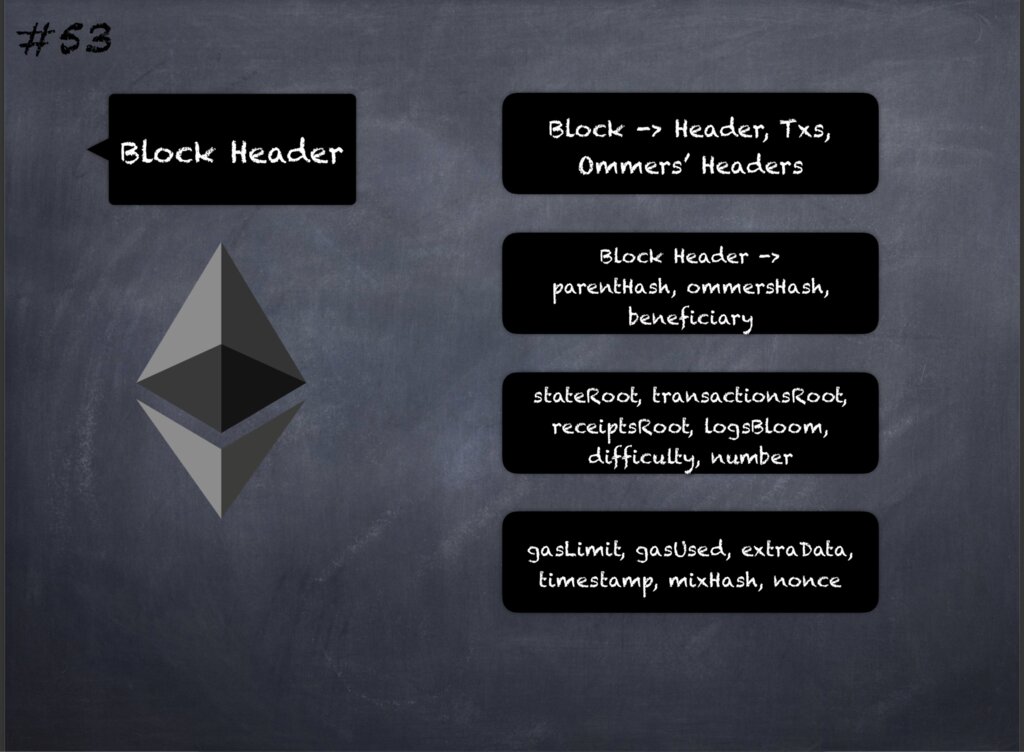 #53
Block Header
Block -> Header, Txs,
Ommers' Headers
Block Header ->
parentHash, ommersHash,
beneficiary
stateRoot, transactionsRoot,
receiptsRoot, logsBloom,
difficulty, number
gasLimit, gasUsed, extraData,
timestamp, mixHash, nonce